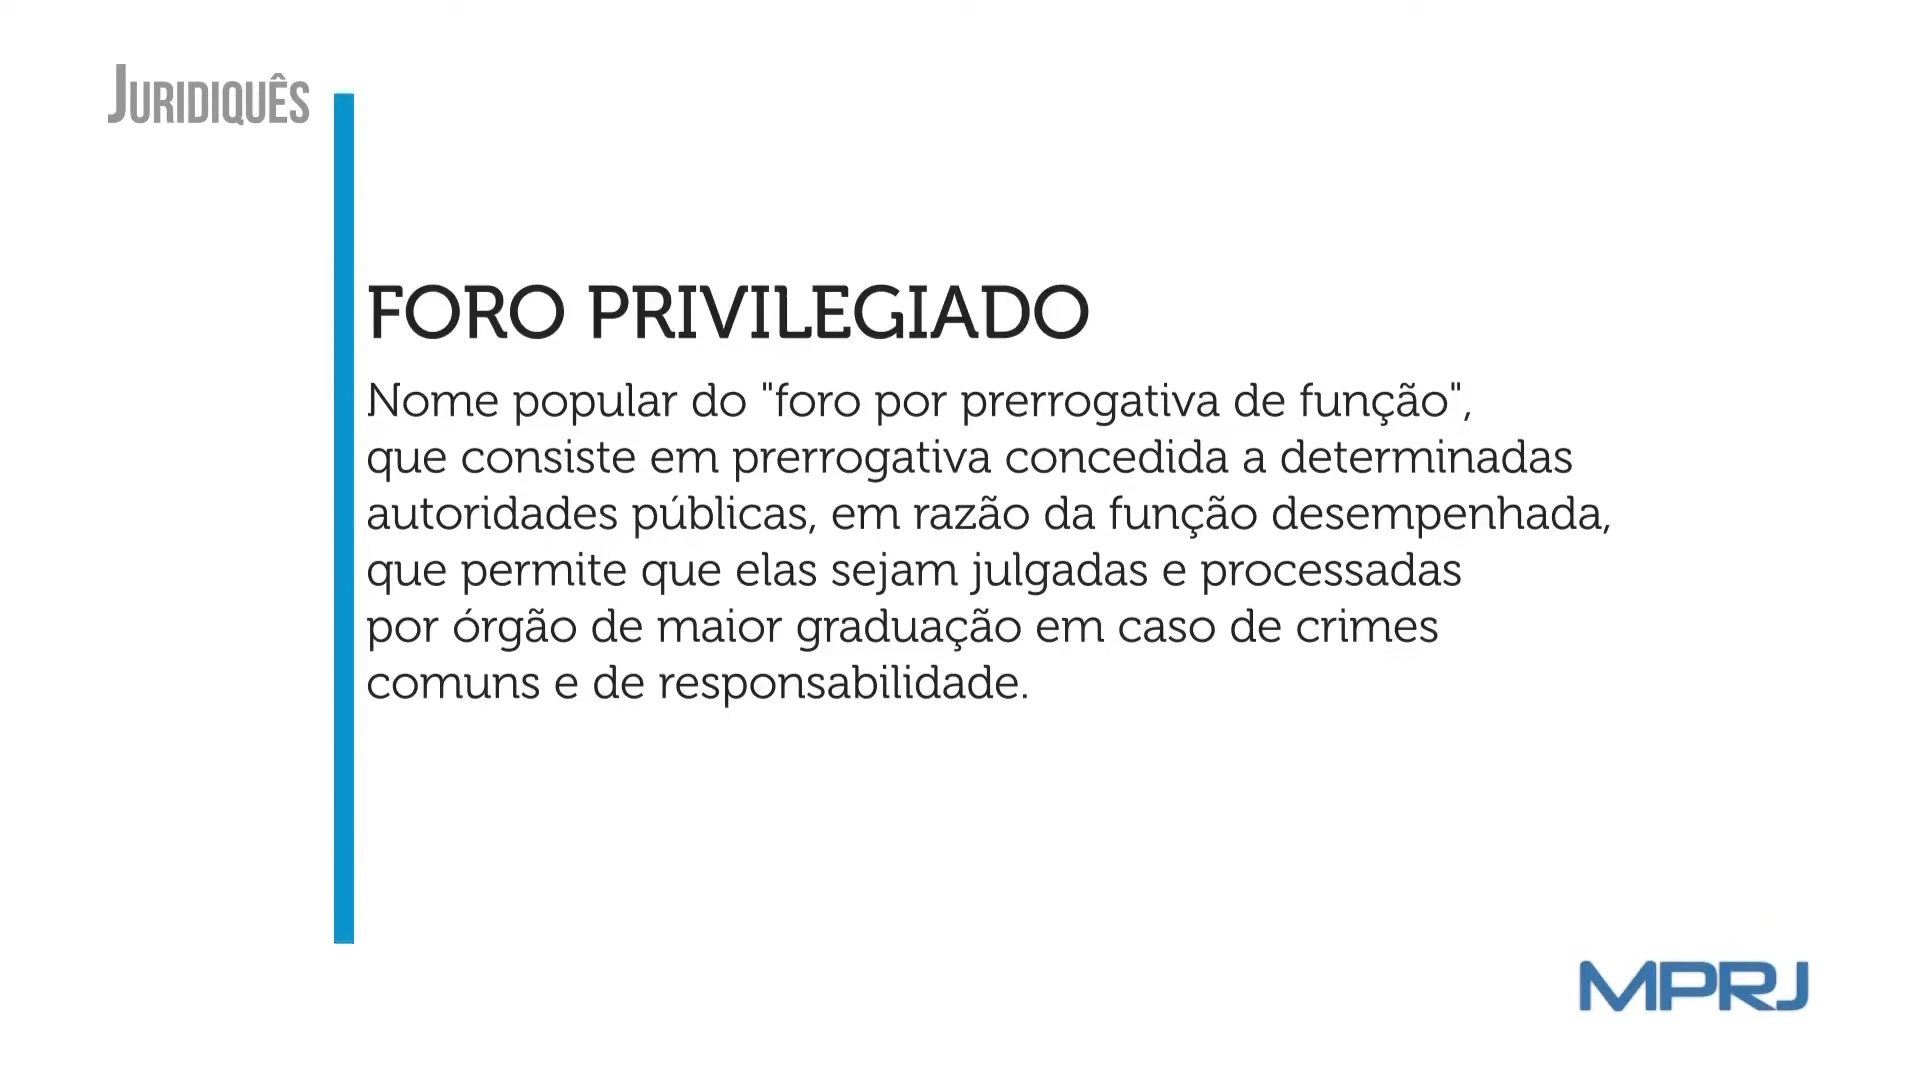 JURIDIQUÊS
FORO PRIVILEGIADO
Nome popular do "foro por prerrogativa de função",
que consiste em prerrogativa concedida a determinadas
autoridades públicas, em razão da função desempenhada,
que permite que elas sejam julgadas e processadas
por órgão de maior graduação em caso de crimes
comuns e de responsabilidade.
MPRJ